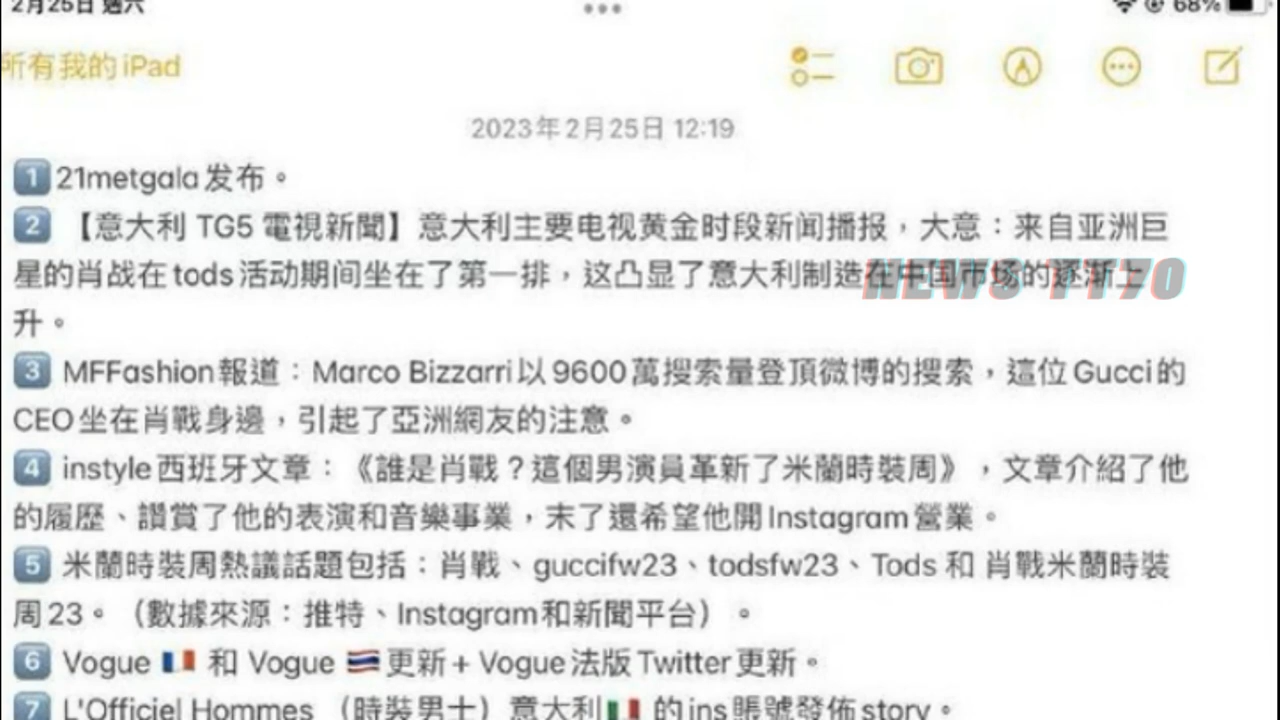 2月25日 週六
68%
所有我的iPad
2023年2月25日 12:19
1 21metgala发布。
2 【意大利 TG5 電視新聞】意大利主要电视黄金时段新闻播报，大意：来自亚洲巨
星的肖战在tods活动期间坐在了第一排，这凸显了意大利制造在中国市场的逐渐上
NEWS 1170
升。
3 MFFashion報道：Marco Bizzarri以9600萬搜索量登頂微博的搜索，這位Gucci的
CEO坐在肖戰身邊，引起了亞洲網友的注意。
4 instyle西班牙文章：《誰是肖戰？這個男演員革新了米蘭時裝周》，文章介紹了他
的履歷、讚賞了他的表演和音樂事業，末了還希望他開Instagram營業。
5 米蘭時裝周熱議話題包括：肖戰、guccifw23、todsfw23、Tods 和 肖戰米蘭時裝
周23。（數據來源：推特、Instagram和新聞平台）。
6 Vogue 🇫🇷 和 Vogue 🇹🇭更新+ Vogue法版Twitter更新。
7 L'Officiel Hommes （時裝男士）意大利🇮🇹 的ins賬號發佈story。